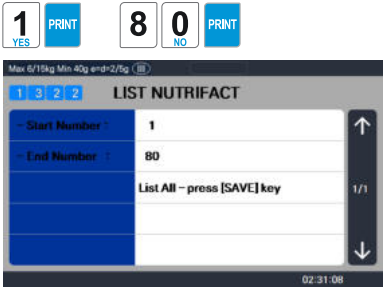 1 YES PRINT 8 0 NO PRINT
Max 6/15kg Min 40g e=d=2/5g (III)
1 3 2 2 LIST NUTRIFACT
- Start Number : 1
- End Number : 80
List All - press [SAVE] key
1/1
02:31:08